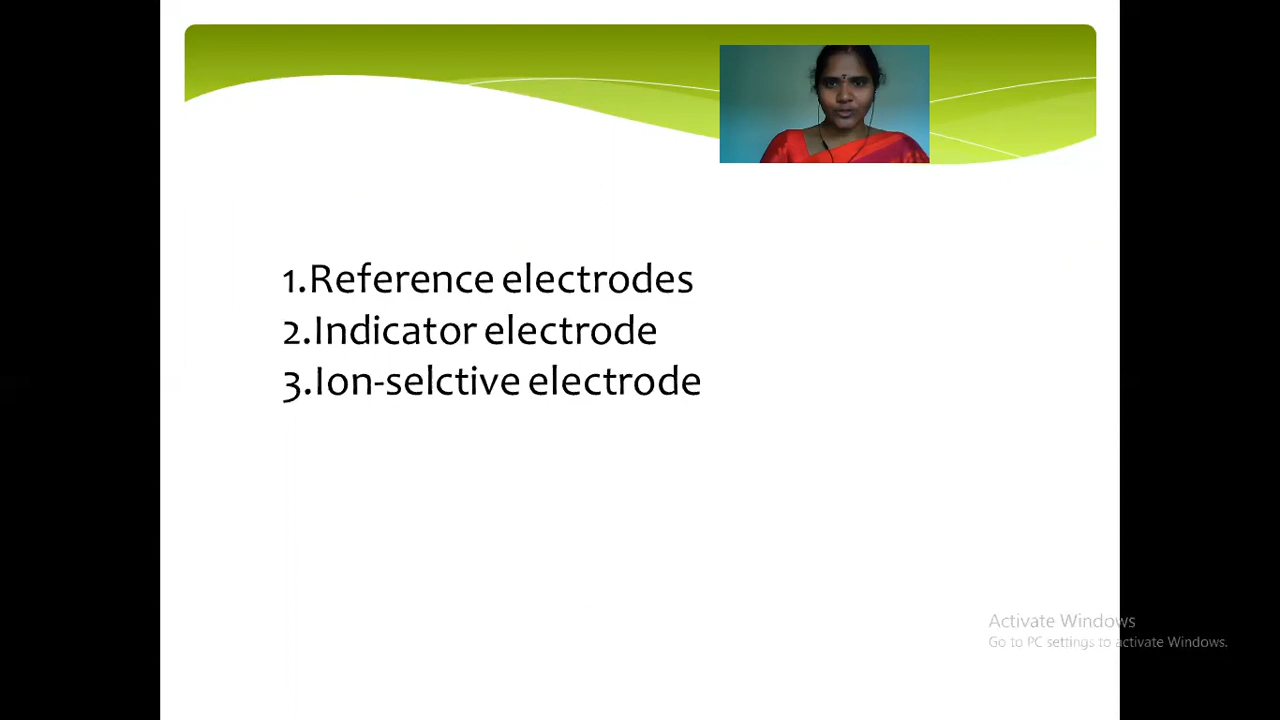 1.Reference electrodes
2.Indicator electrode
3.Ion-selctive electrode
Activate Windows
Go to PC settings to activate Windows.